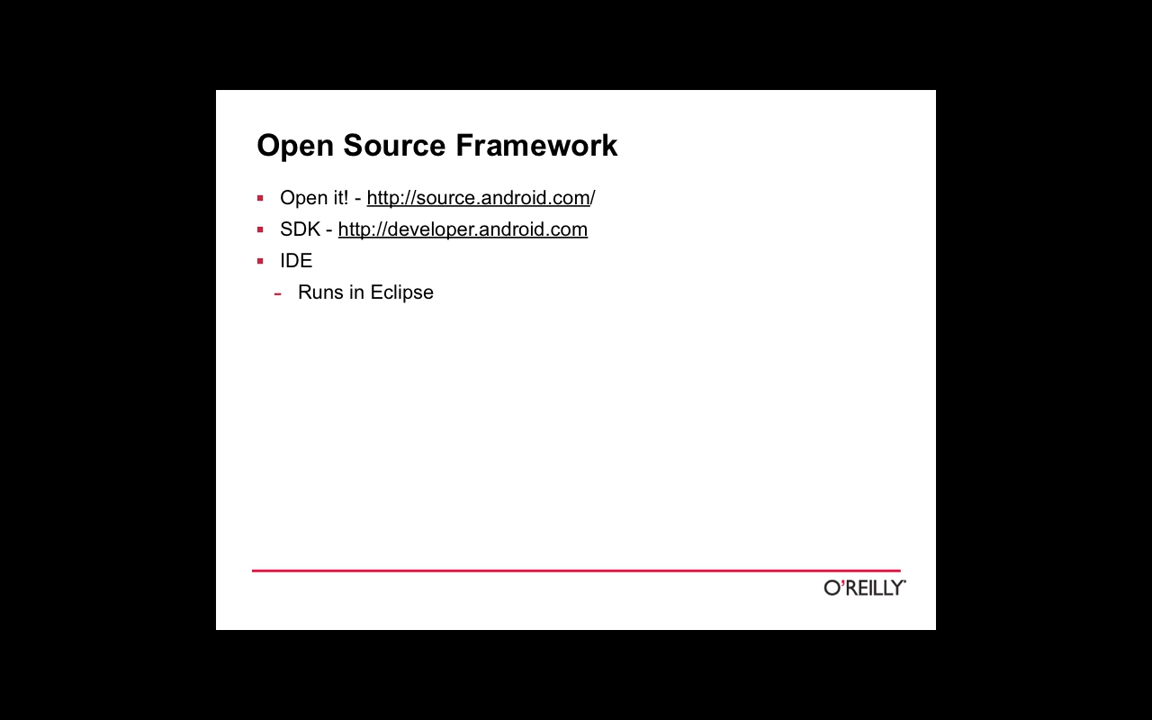 Open Source Framework
▪ Open it! - http://source.android.com/
▪ SDK - http://developer.android.com
▪ IDE
- Runs in Eclipse
O'REILLY